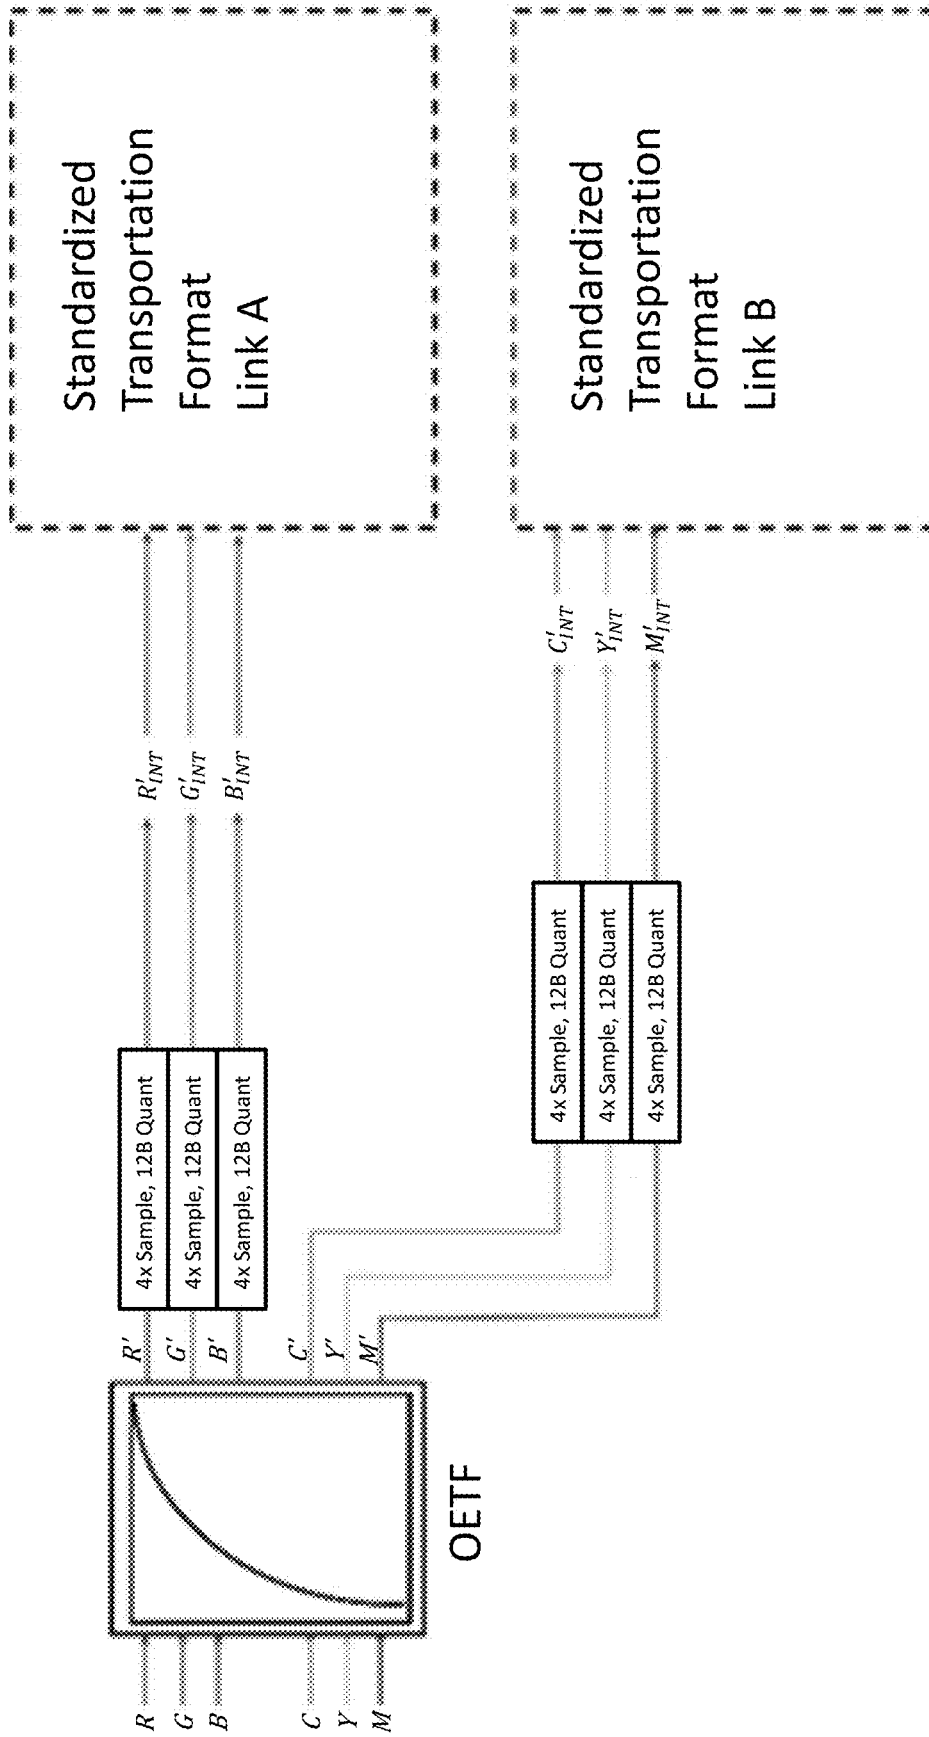 R
G
B
C
Y
M
OETF
R'
G'
B'
C'
Y'
M'
4x Sample, 12B Quant
4x Sample, 12B Quant
4x Sample, 12B Quant
4x Sample, 12B Quant
4x Sample, 12B Quant
4x Sample, 12B Quant
R'INT
G'INT
B'INT
C'INT
Y'INT
M'INT
Standardized
Transportation
Format
Link A
Standardized
Transportation
Format
Link B